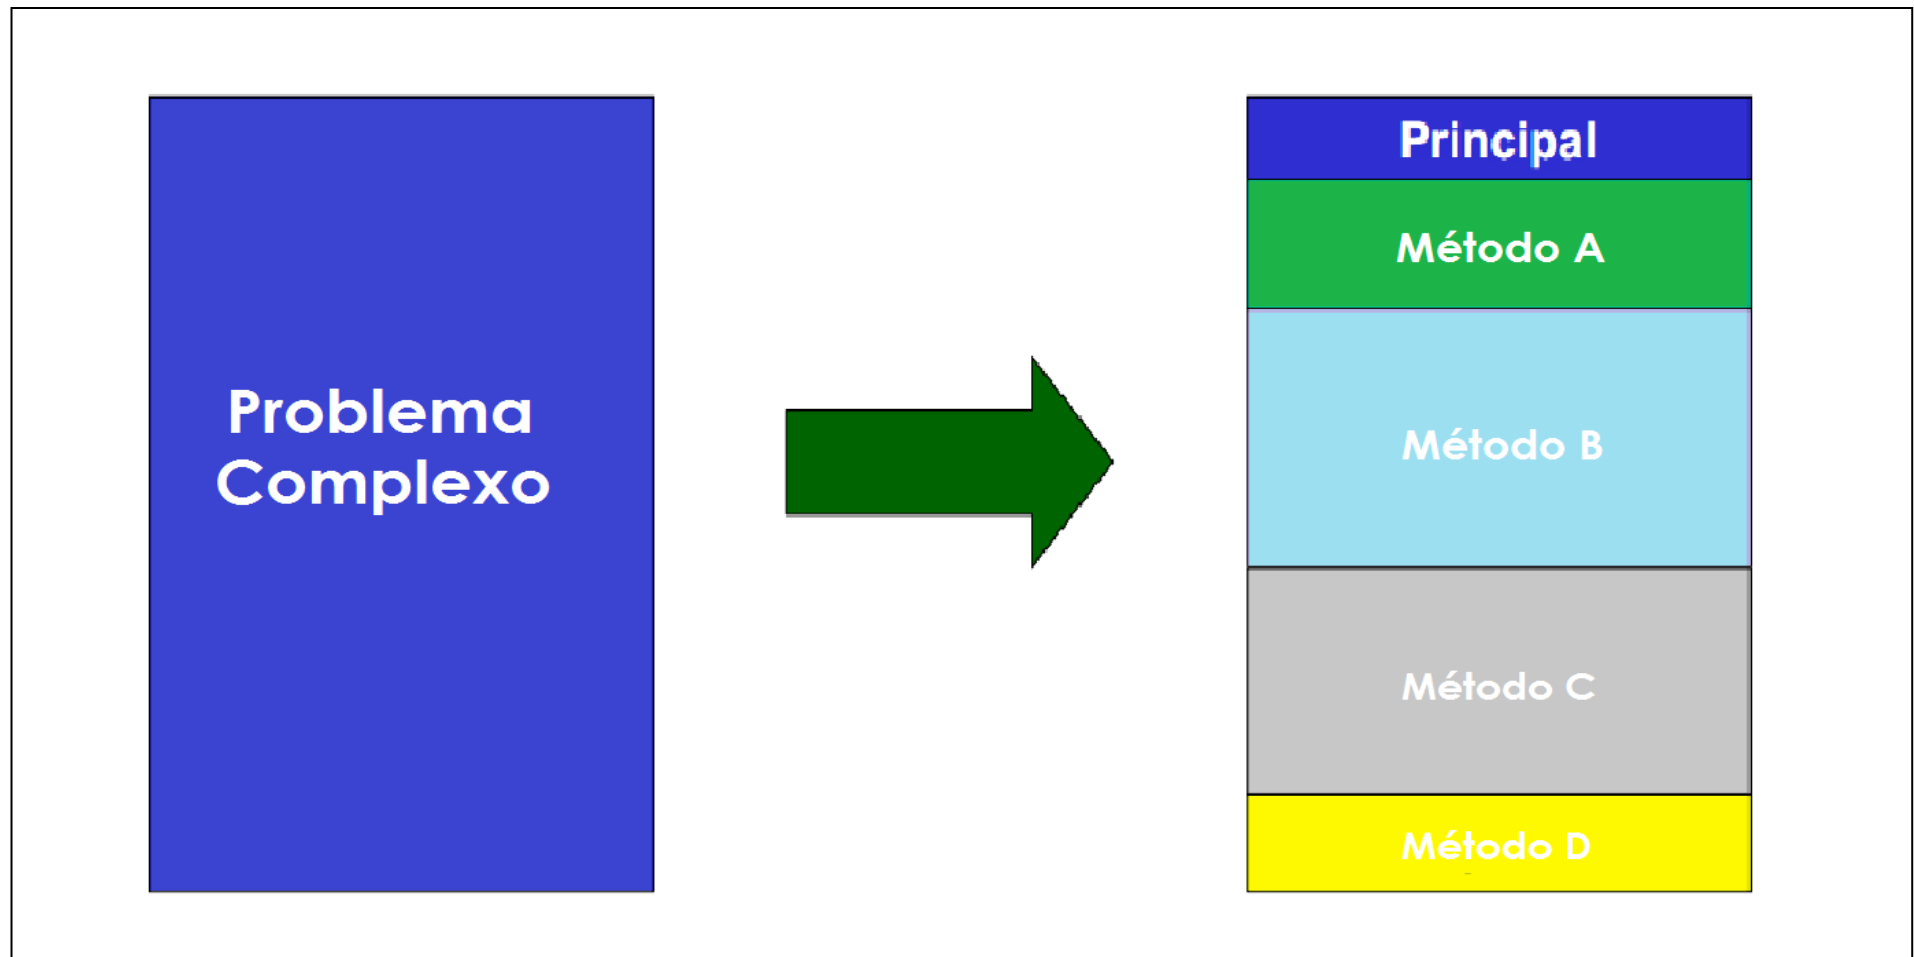 Problema
Complexo
Principal
Método A
Método B
Método C
Método D